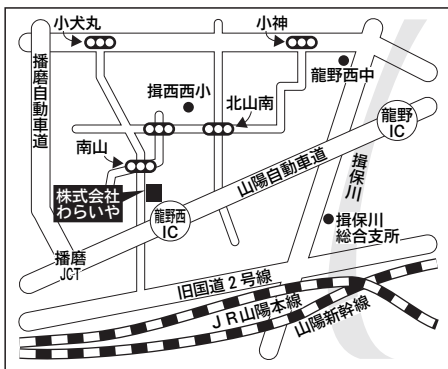 小犬丸
小神
播磨自動車道
揖西西小
龍野西中
北山南
龍野
IC
南山
山陽自動車道
揖保川
株式会社
わらいや
龍野西
IC
揖保川
総合支所
播磨
JCT
旧国道2号線
JR山陽本線
山陽新幹線